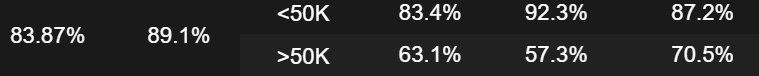 <50K 83.4% 92.3% 87.2%
83.87% 89.1%
>50K 63.1% 57.3% 70.5%